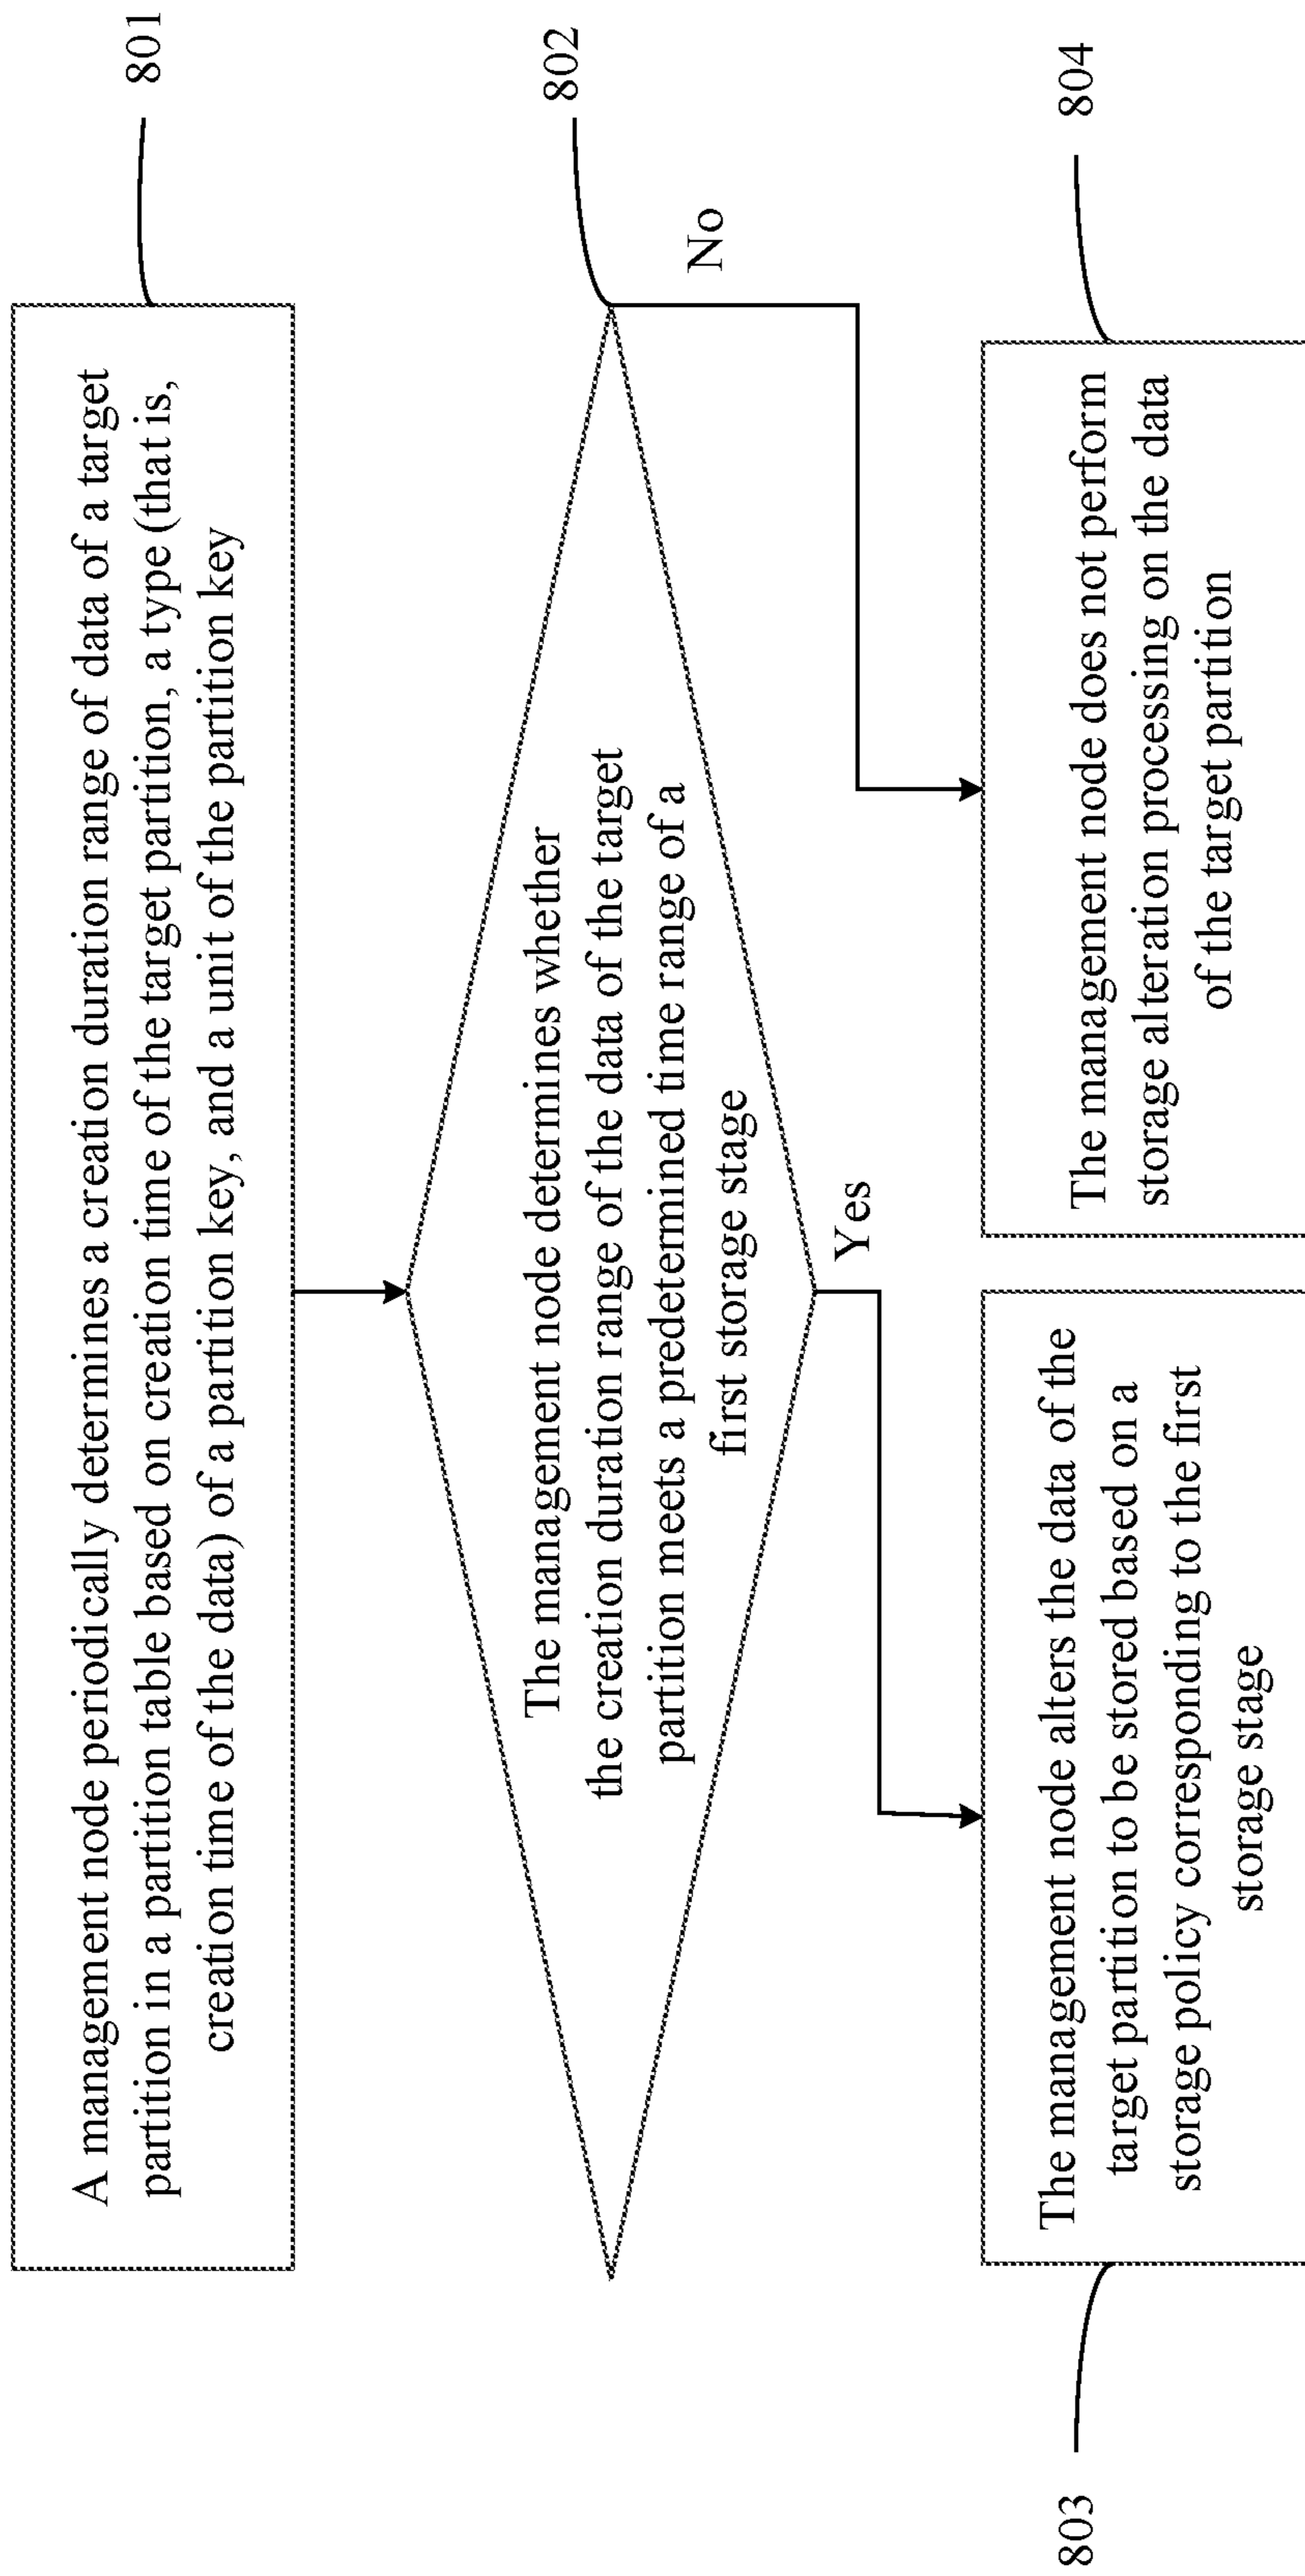 A management node periodically determines a creation duration range of data of a target
partition in a partition table based on creation time of the target partition, a type (that is,
creation time of the data) of a partition key, and a unit of the partition key
801
The management node determines whether
the creation duration range of the data of the target
partition meets a predetermined time range of a
first storage stage
802
No
Yes
The management node alters the data of the
target partition to be stored based on a
storage policy corresponding to the first
storage stage
803
The management node does not perform
storage alteration processing on the data
of the target partition
804